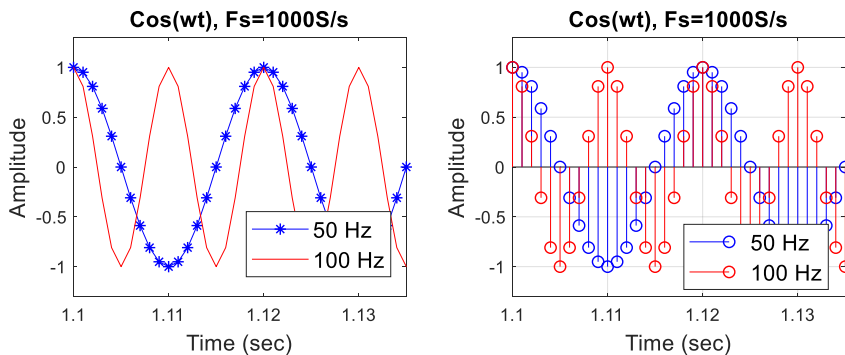 Cos(wt), Fs=1000S/s
Amplitude
1
0.5
0
-0.5
-1
50 Hz
100 Hz
1.1 1.11 1.12 1.13
Time (sec)
Cos(wt), Fs=1000S/s
Amplitude
1
0.5
0
-0.5
-1
50 Hz
100 Hz
1.1 1.11 1.12 1.13
Time (sec)